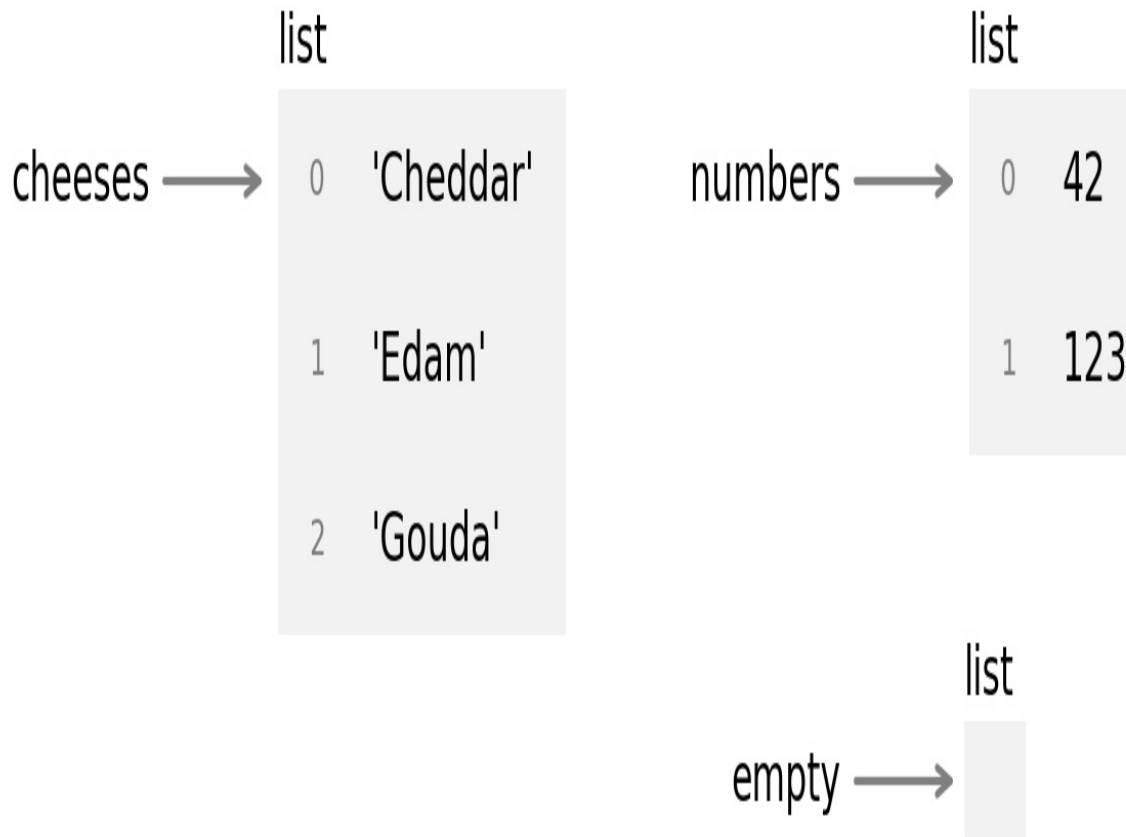 list
cheeses 0 'Cheddar'
1 'Edam'
2 'Gouda'
list
numbers 0 42
1 123
list
empty